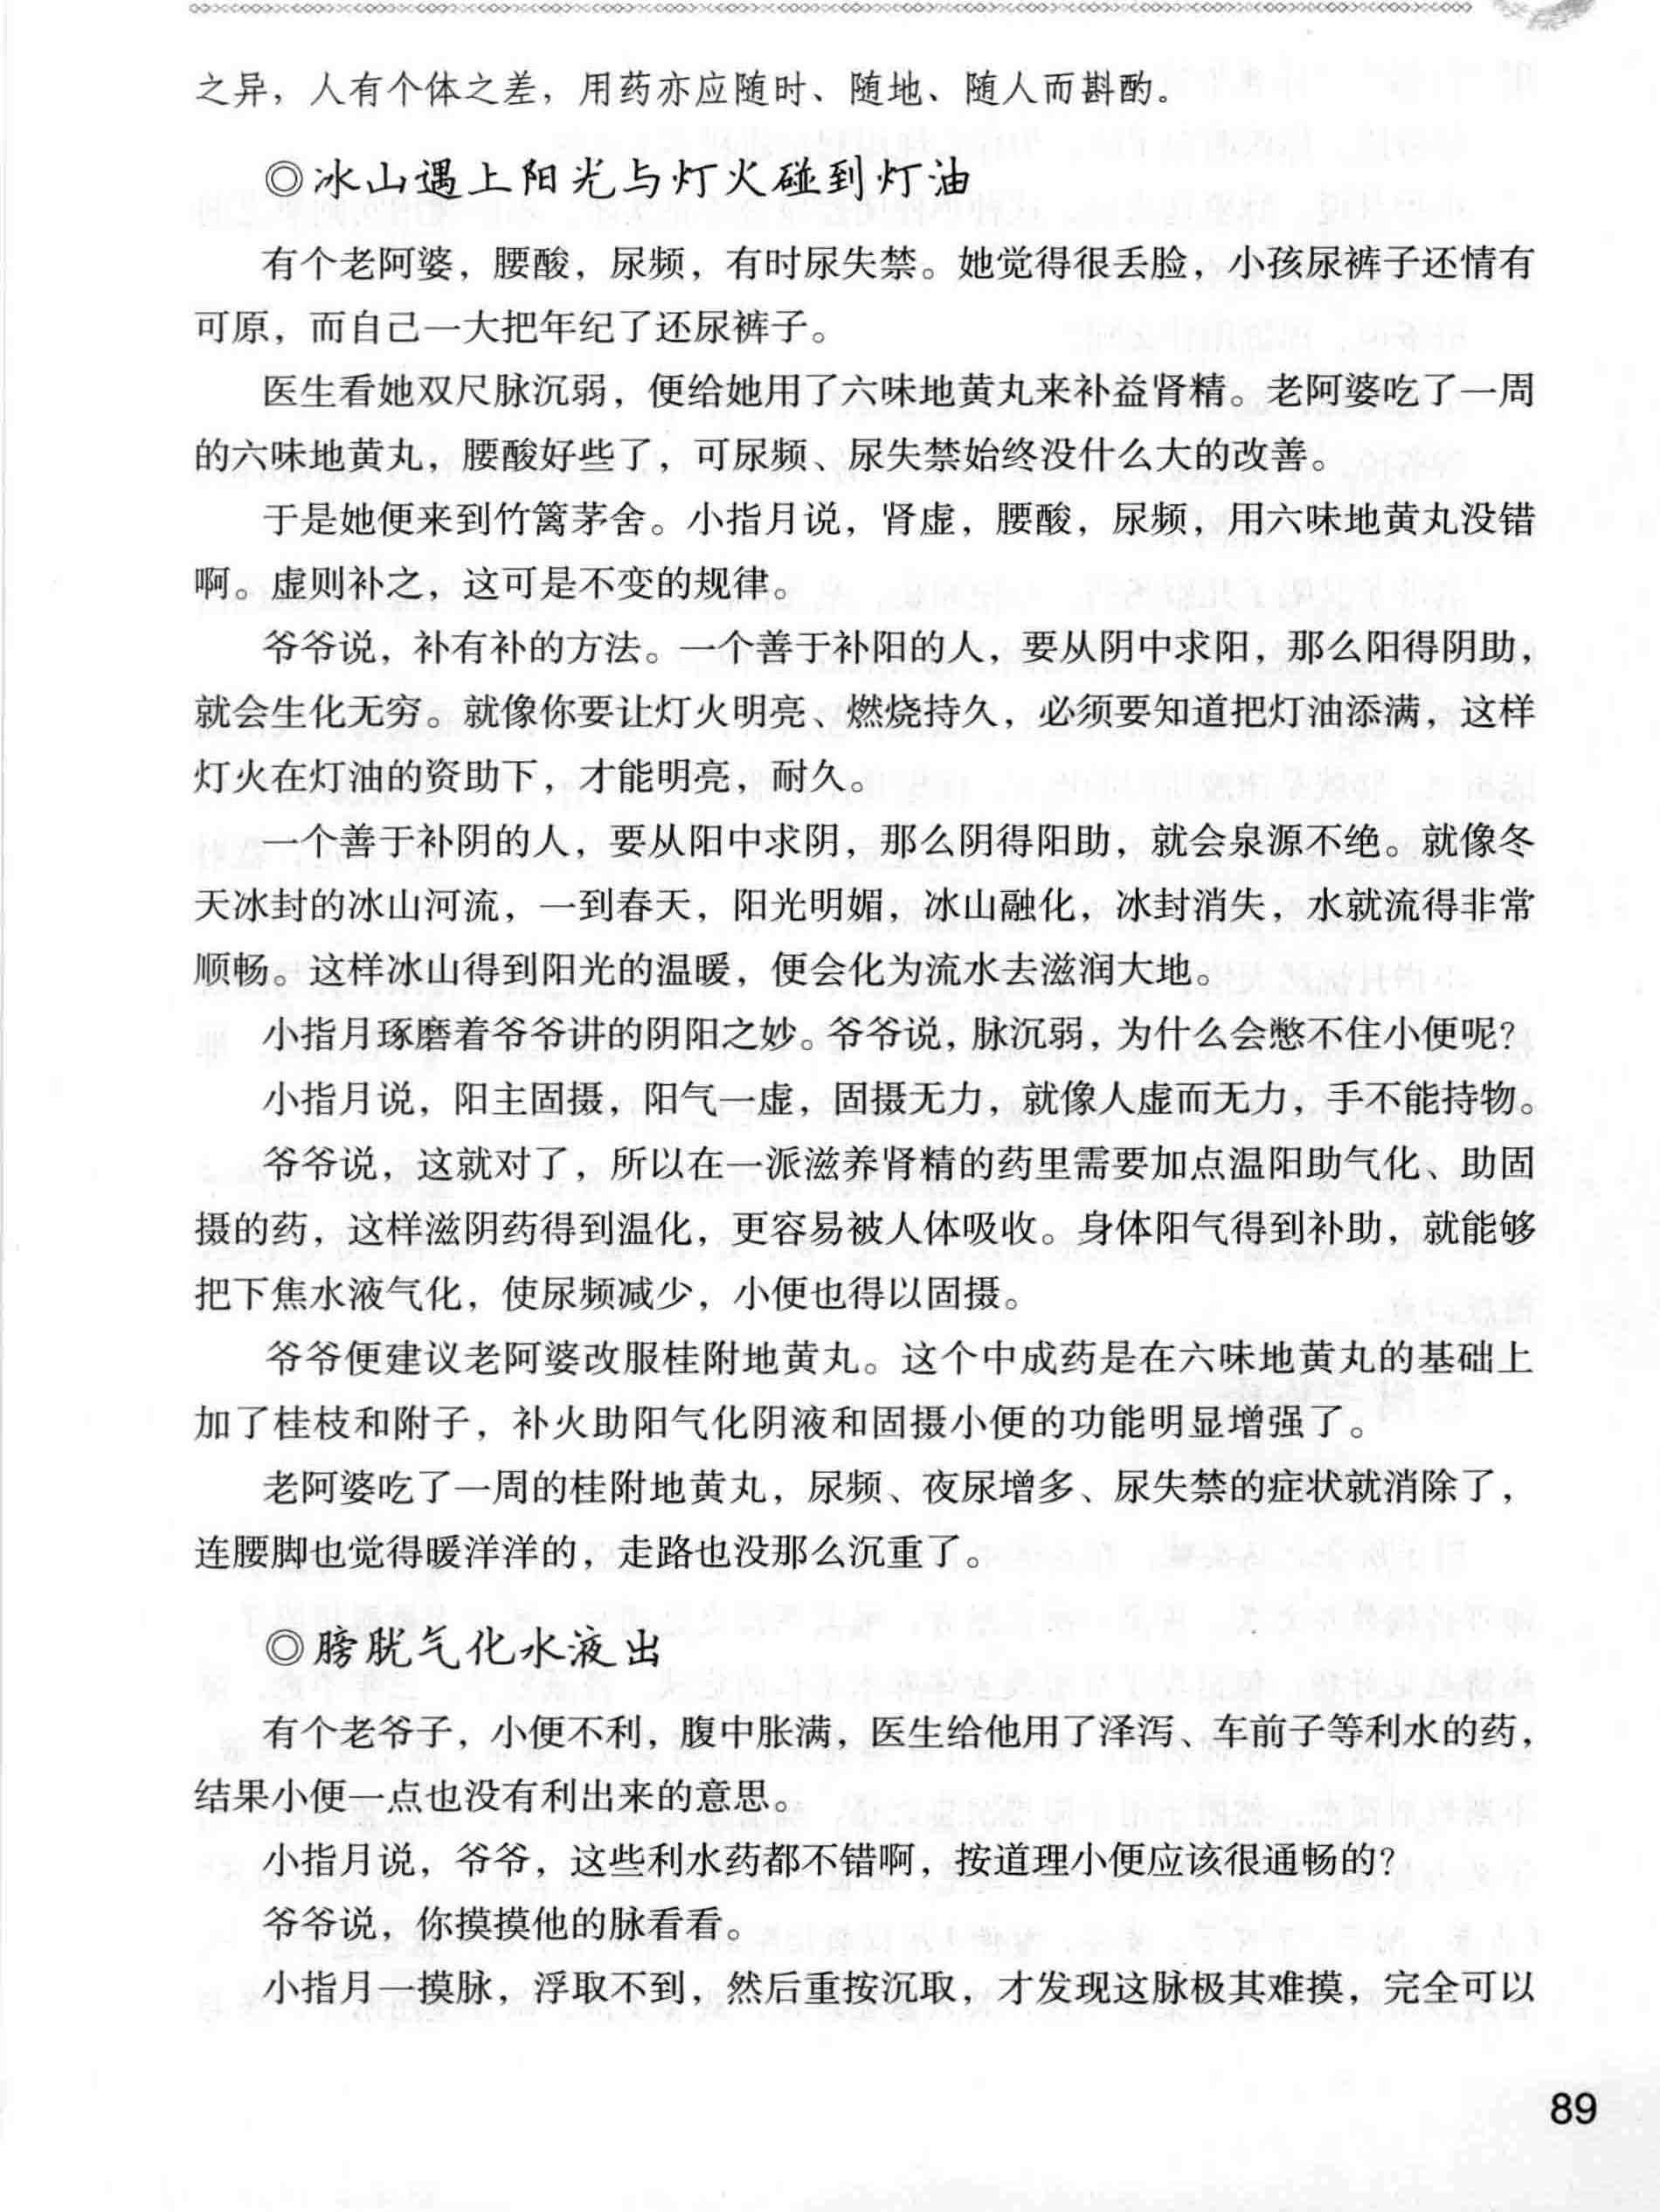 之异，人有个体之差，用药亦应随时、随地、随人而斟酌。
◎冰山遇上阳光与灯火碰到灯油
有个老阿婆，腰酸，尿频，有时尿失禁。她觉得很丢脸，小孩尿裤子还情有
可原，而自己一大把年纪了还尿裤子。
医生看她双尺脉沉弱，便给她用了六味地黄丸来补益肾精。老阿婆吃了一周
的六味地黄丸，腰酸好些了，可尿频、尿失禁始终没什么大的改善。
于是她便来到竹篱茅舍。小指月说，肾虚，腰酸，尿频，用六味地黄丸没错
啊。虚则补之，这可是不变的规律。
爷爷说，补有补的方法。一个善于补阳的人，要从阴中求阳，那么阳得阴助，
就会生化无穷。就像你要让灯火明亮、燃烧持久，必须要知道把灯油添满，这样
灯火在灯油的资助下，才能明亮，耐久。
一个善于补阴的人，要从阳中求阴，那么阴得阳助，就会泉源不绝。就像冬
天冰封的冰山河流，一到春天，阳光明媚，冰山融化，冰封消失，水就流得非常
顺畅。这样冰山得到阳光的温暖，便会化为流水去滋润大地。
小指月琢磨着爷爷讲的阴阳之妙。爷爷说，脉沉弱，为什么会憋不住小便呢？
小指月说，阳主固摄，阳气一虚，固摄无力，就像人虚而无力，手不能持物。
爷爷说，这就对了，所以在一派滋养肾精的药里需要加点温阳助气化、助固
摄的药，这样滋阴药得到温化，更容易被人体吸收。身体阳气得到补助，就能够
把下焦水液气化，使尿频减少，小便也得以固摄。
爷爷便建议老阿婆改服桂附地黄丸。这个中成药是在六味地黄丸的基础上
加了桂枝和附子，补火助阳气化阴液和固摄小便的功能明显增强了。
老阿婆吃了一周的桂附地黄丸，尿频、夜尿增多、尿失禁的症状就消除了，
连腰脚也觉得暖洋洋的，走路也没那么沉重了。
◎膀胱气化水液出
有个老爷子，小便不利，腹中胀满，医生给他用了泽泻、车前子等利水的药，
结果小便一点也没有利出来的意思。
小指月说，爷爷，这些利水药都不错啊，按道理小便应该很通畅的？
爷爷说，你摸摸他的脉看看。
小指月一摸脉，浮取不到，然后重按沉取，才发现这脉极其难摸，完全可以
89